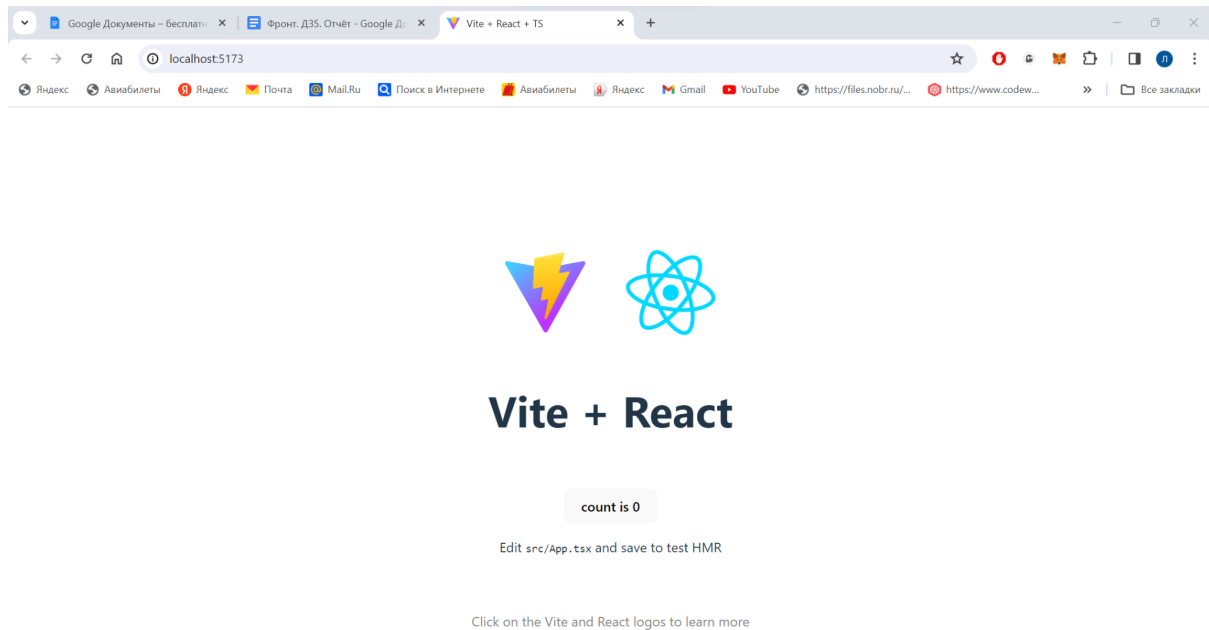 Google Документы – бесплатн
Фронт. Д35. Отчёт - Google До
Vite + React + TS
localhost:5173
Л
Яндекс
Авиабилеты
Яндекс
Почта
Mail.Ru
Поиск в Интернете
Авиабилеты
Яндекс
Gmail
YouTube
https://files.nobr.ru/...
https://www.codew...
Все закладки
Vite + React
count is 0
Edit src/App.tsx and save to test HMR
Click on the Vite and React logos to learn more